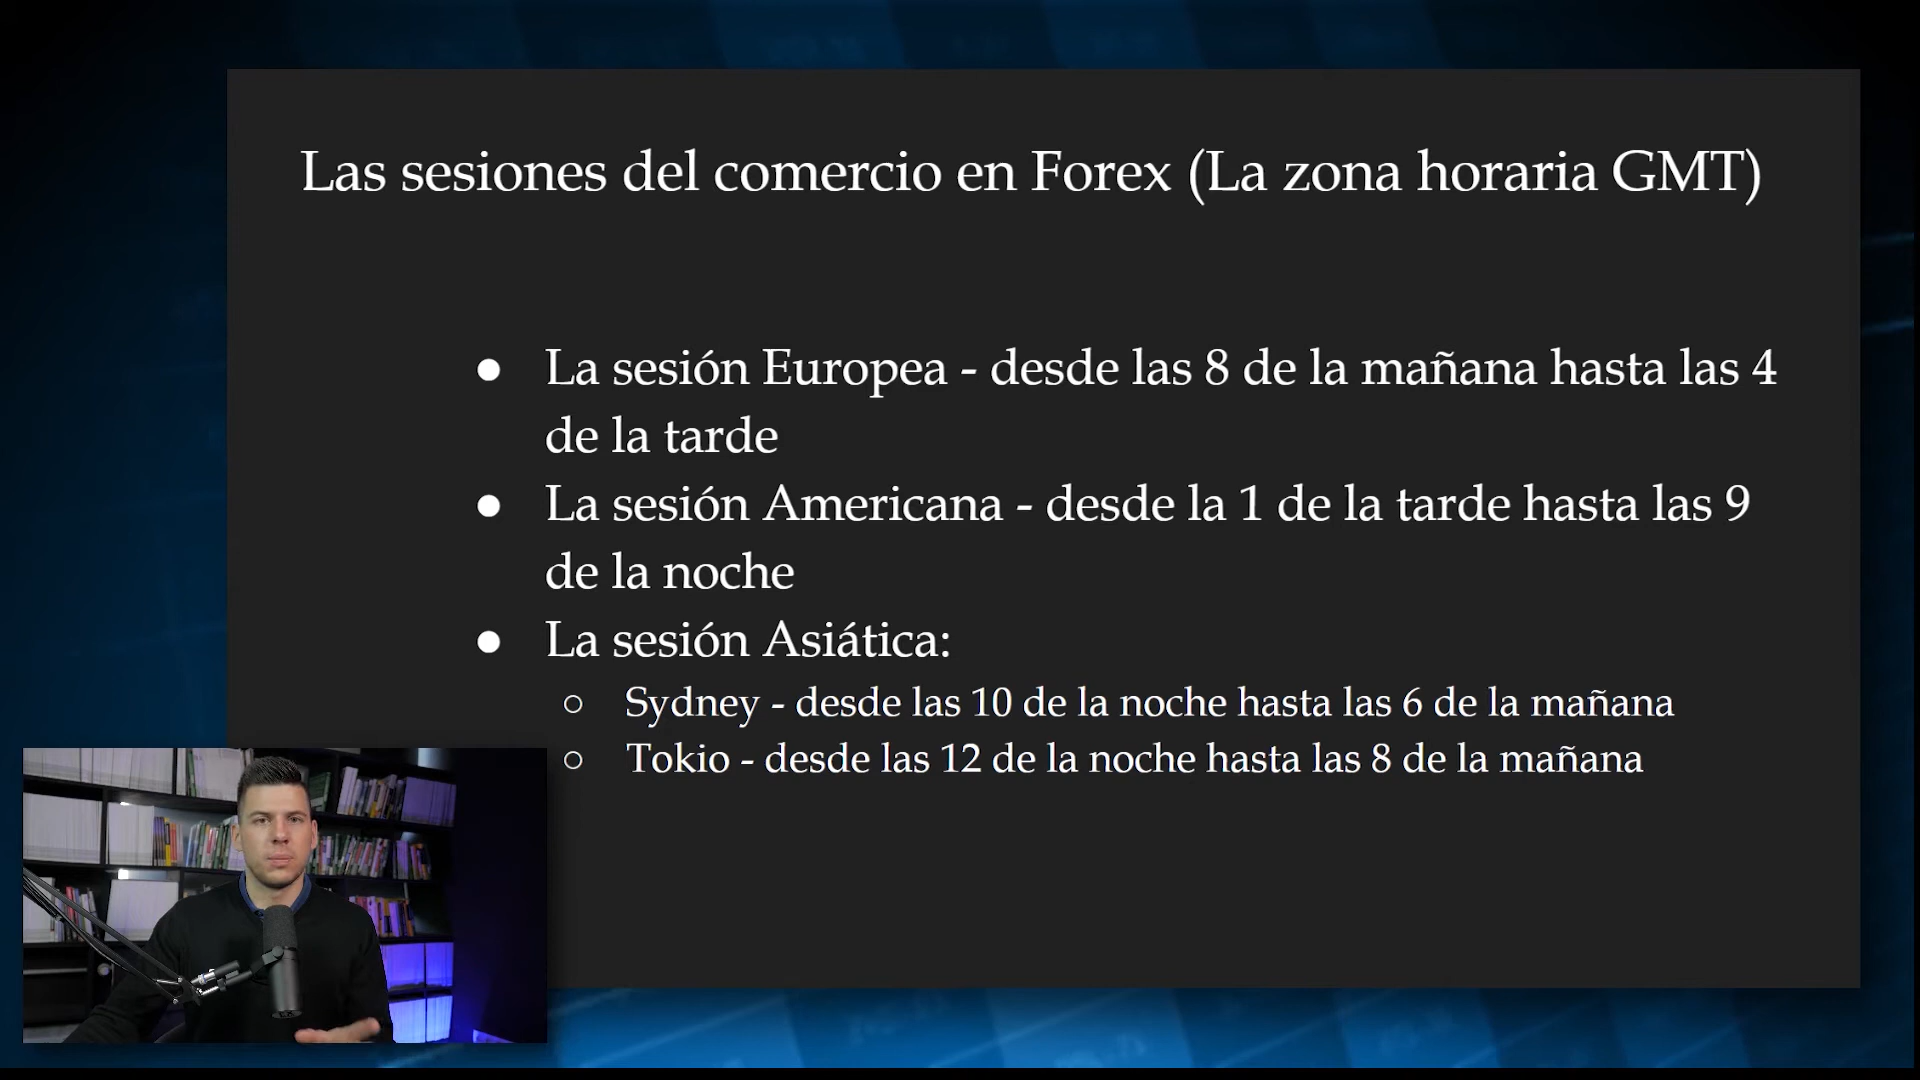 Las sesiones del comercio en Forex (La zona horaria GMT)
● La sesión Europea - desde las 8 de la mañana hasta las 4
de la tarde
● La sesión Americana - desde la 1 de la tarde hasta las 9
de la noche
● La sesión Asiática:
○ Sydney - desde las 10 de la noche hasta las 6 de la mañana
○ Tokio - desde las 12 de la noche hasta las 8 de la mañana